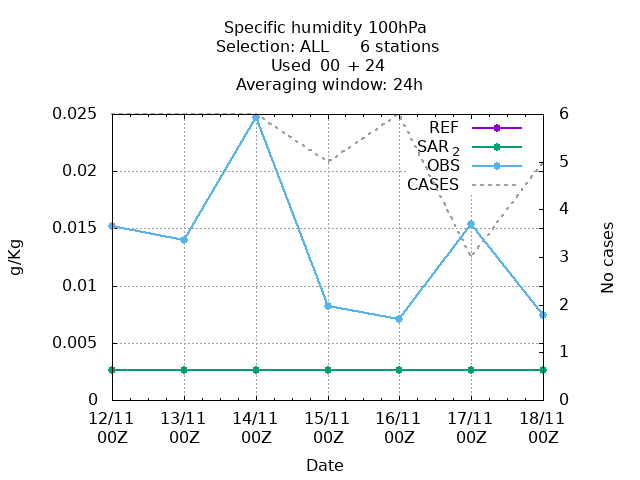 Specific humidity 100hPa
Selection: ALL 6 stations
Used 00 + 24
Averaging window: 24h
0.025
0.02
0.015
0.01
0.005
0
g/Kg
6
5
4
3
2
1
0
No cases
REF
SAR 2
OBS
CASES
12/11 13/11 14/11 15/11 16/11 17/11 18/11
00Z 00Z 00Z 00Z 00Z 00Z 00Z
Date